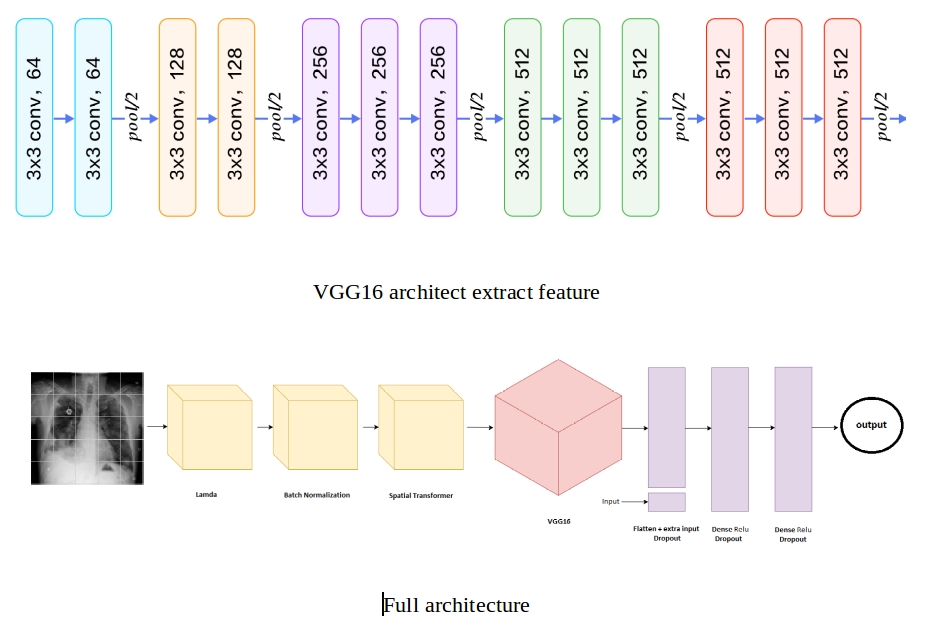 3x3 conv, 64
3x3 conv, 64
pool/2
3x3 conv, 128
3x3 conv, 128
pool/2
3x3 conv, 256
3x3 conv, 256
3x3 conv, 256
pool/2
3x3 conv, 512
3x3 conv, 512
3x3 conv, 512
pool/2
3x3 conv, 512
3x3 conv, 512
3x3 conv, 512
pool/2
VGG16 architect extract feature
Lamda
Batch Normalization
Spatial Transformer
VGG16
Input
Flatten + extra input
Dropout
Dense Relu
Dropout
Dense Relu
Dropout
output
Full architecture